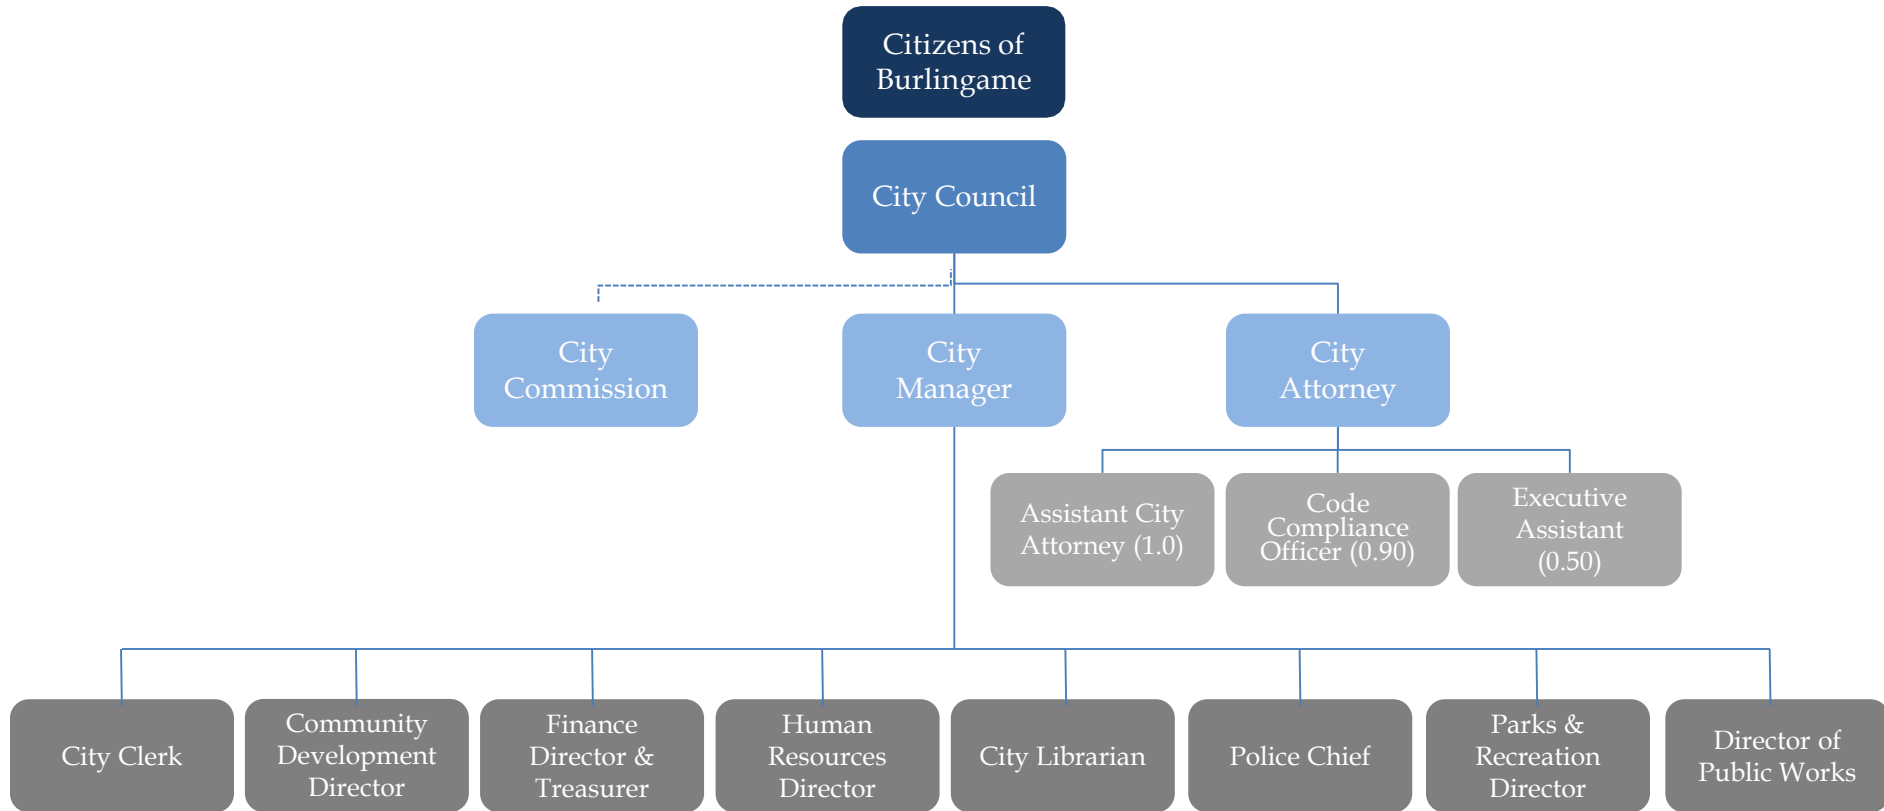 Citizens of
Burlingame
City Council
City
Commission
City
Manager
City
Attorney
Assistant City
Attorney (1.0)
Code
Compliance
Officer (0.90)
Executive
Assistant
(0.50)
City Clerk
Community
Development
Director
Finance
Director &
Treasurer
Human
Resources
Director
City Librarian
Police Chief
Parks &
Recreation
Director
Director of
Public Works